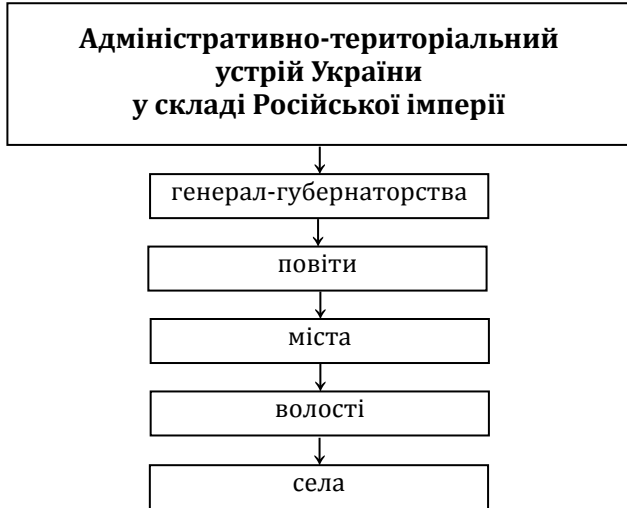 Адміністративно-територіальний
устрій України
у складі Російської імперії
генерал-губернаторства
повіти
міста
волості
села